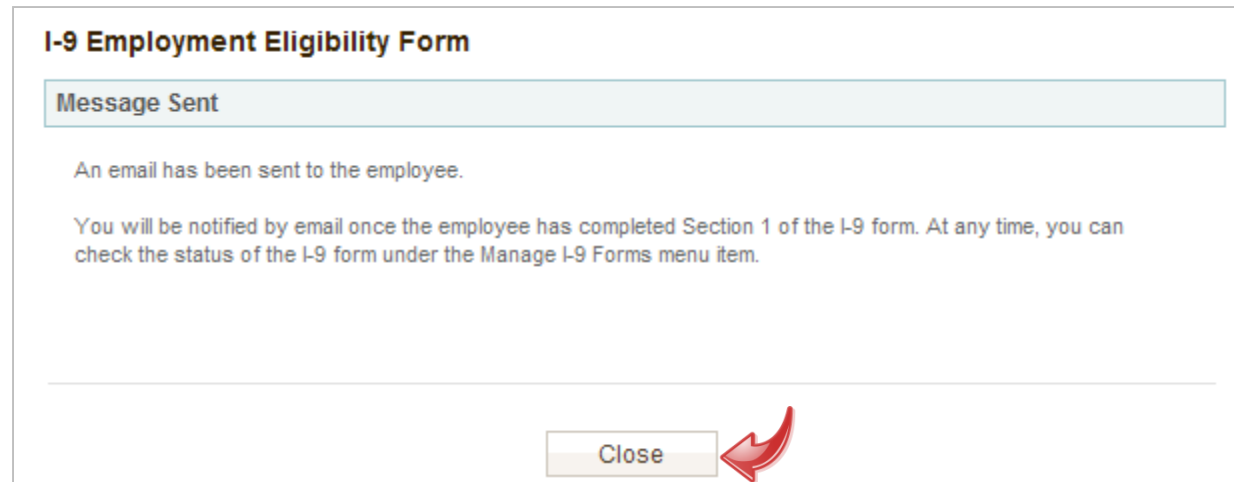 I-9 Employment Eligibility Form
Message Sent
An email has been sent to the employee.
You will be notified by email once the employee has completed Section 1 of the I-9 form. At any time, you can
check the status of the I-9 form under the Manage I-9 Forms menu item.
Close